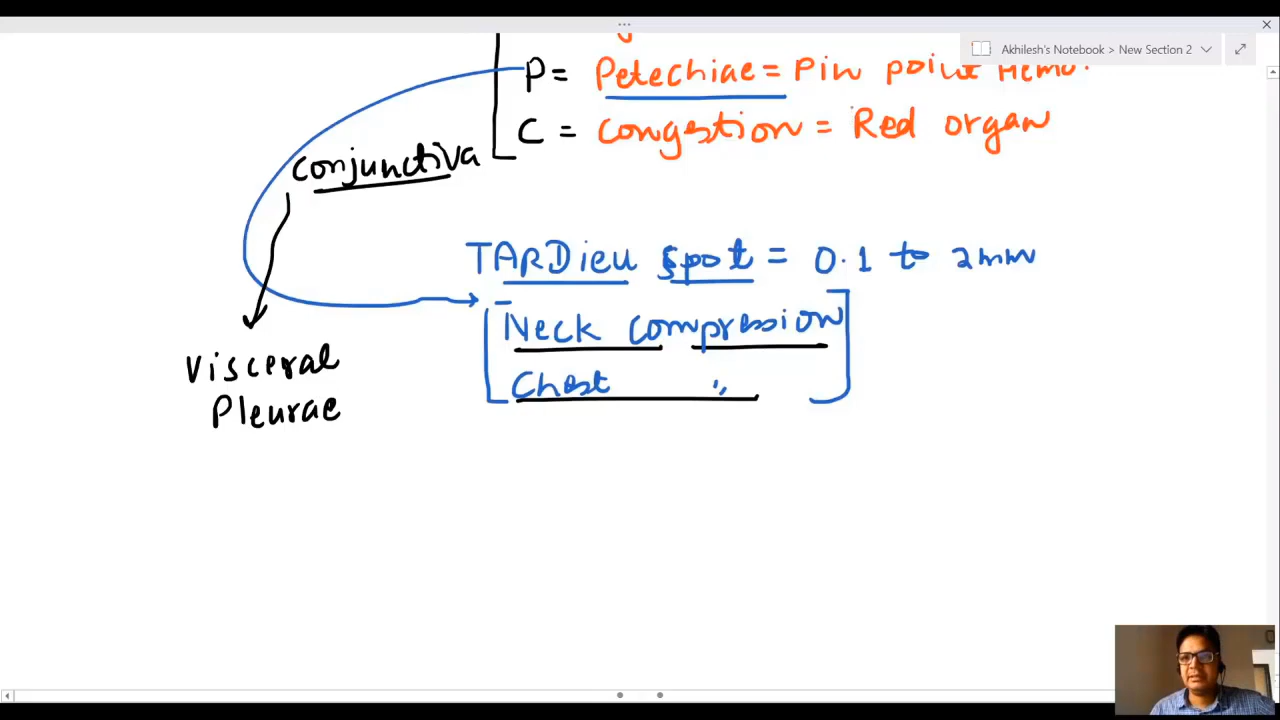 Akhilesh's Notebook > New Section 2
P = Petechiae = Pin point Hemo.
C = Congestion = Red organ
Conjunctiva
TARDieu spot = 0.1 to 2mm
Neck compression
Chest "
Visceral
Pleurae